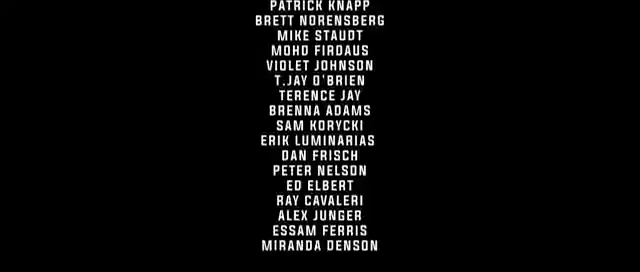 PATRICK KNAPP
BRETT NORENSBERG
MIKE STAUDT
MOHD FIRDAUS
VIOLET JOHNSON
T.JAY O'BRIEN
TERENCE JAY
BRENNA ADAMS
SAM KORYCKI
ERIK LUMINARIAS
DAN FRISCH
PETER NELSON
ED ELBERT
RAY CAVALERI
ALEX JUNGER
ESSAM FERRIS
MIRANDA DENSON